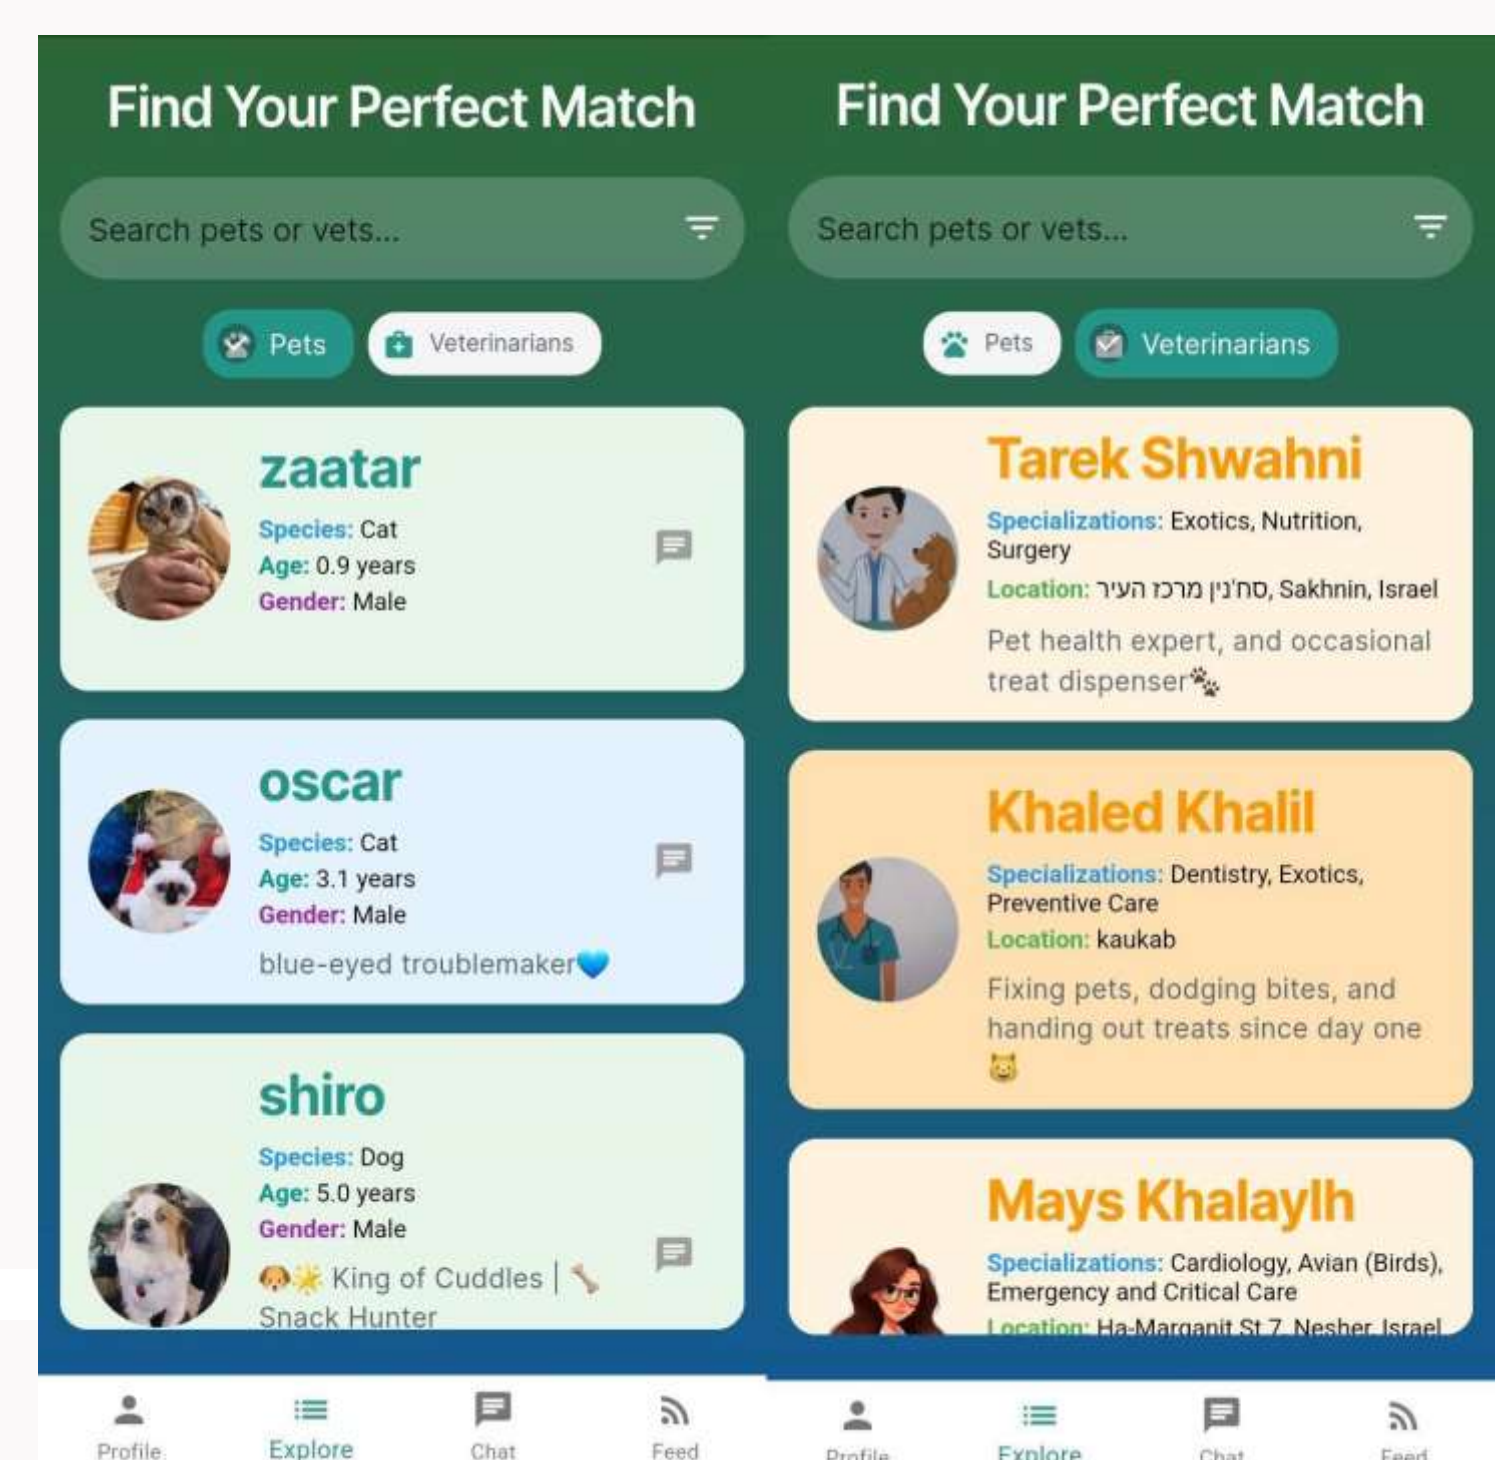 Find Your Perfect Match
Search pets or vets...
Pets
Veterinarians
zaatar
Species: Cat
Age: 0.9 years
Gender: Male
oscar
Species: Cat
Age: 3.1 years
Gender: Male
blue-eyed troublemaker💙
shiro
Species: Dog
Age: 5.0 years
Gender: Male
🐶🌟 King of Cuddles | 🦴
Snack Hunter
Profile
Explore
Chat
Feed
Find Your Perfect Match
Search pets or vets...
Pets
Veterinarians
Tarek Shwahni
Specializations: Exotics, Nutrition,
Surgery
Location: סח'נין מרכז העיר, Sakhnin, Israel
Pet health expert, and occasional
treat dispenser🐾
Khaled Khalil
Specializations: Dentistry, Exotics,
Preventive Care
Location: kaukab
Fixing pets, dodging bites, and
handing out treats since day one
😺
Mays Khalaylh
Specializations: Cardiology, Avian (Birds),
Emergency and Critical Care
Location: Ha-Marganit St 7, Nesher, Israel
Profile
Explore
Chat
Feed